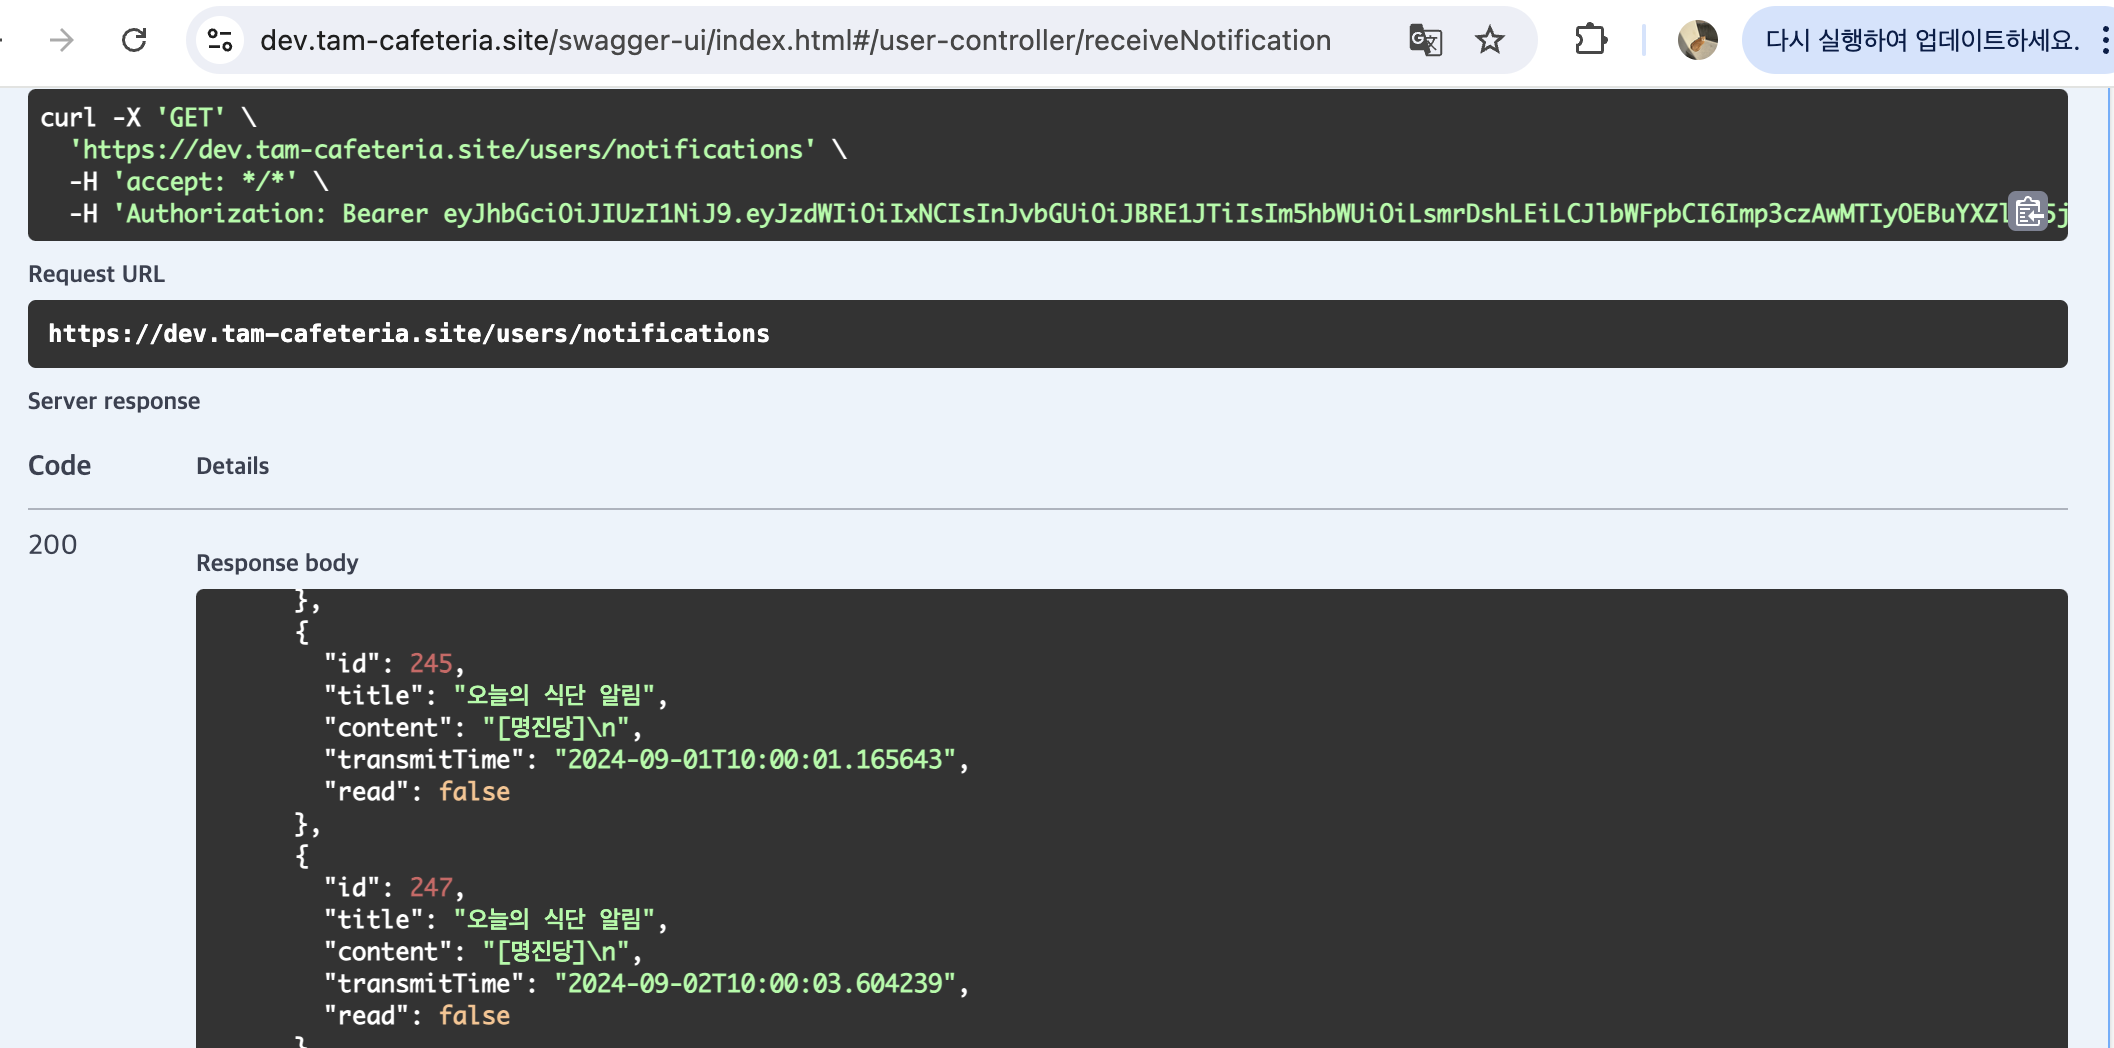 dev.tam-cafeteria.site/swagger-ui/index.html#/user-controller/receiveNotification
다시 실행하여 업데이트하세요.
curl -X 'GET' \
'https://dev.tam-cafeteria.site/users/notifications' \
-H 'accept: */*' \
-H 'Authorization: Bearer eyJhbGciOiJIUzI1NiJ9.eyJzdWIiOiIxNCIsInJvbGUiOiJBRE1JTiIsIm5hbWUiOiLsmrDshLEiLCJlbWFpbCI6Imp3czAwMTIyOEBuYXZl
Request URL
https://dev.tam-cafeteria.site/users/notifications
Server response
Code Details
200
Response body
},
{
"id": 245,
"title": "오늘의 식단 알림",
"content": "[명진당]\n",
"transmitTime": "2024-09-01T10:00:01.165643",
"read": false
},
{
"id": 247,
"title": "오늘의 식단 알림",
"content": "[명진당]\n",
"transmitTime": "2024-09-02T10:00:03.604239",
"read": false
}